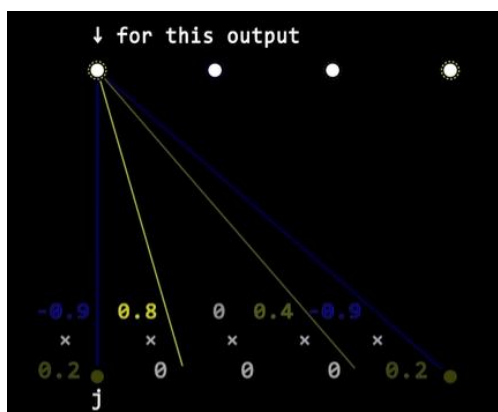 ↓ for this output
-0.9 0.8 0 0.4 -0.9
× × × × ×
0.2 0 0 0 0.2
j